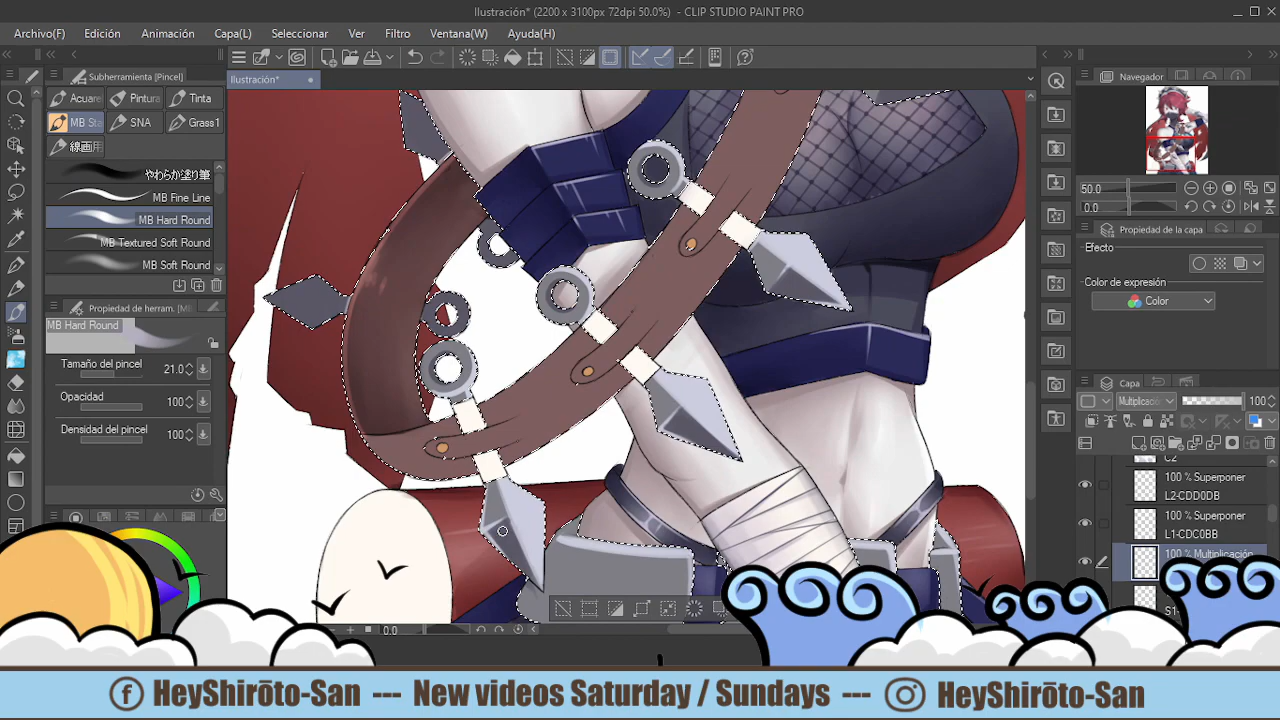 Ilustración* (2200 x 3100px 72dpi 50.0%) - CLIP STUDIO PAINT PRO
Archivo(F) Edición Animación Capa(L) Seleccionar Ver Filtro Ventana(W) Ayuda(H)
Subherramienta [Pincel]
Ilustración*
Navegador
Acuare
Pintura
Tinta
MB Sta
SNA
Grass1
線画用
やわらか塗り筆
MB Fine Line
MB Hard Round
MB Textured Soft Round
MB Soft Round
Propiedad de herram. [MB
MB Hard Round
Tamaño del pincel 21.0
Opacidad 100
Densidad del pincel 100
50.0
0.0
Propiedad de la capa
Efecto
Color de expresión
Color
Capa
Multiplicac
100
C2
100 % Superponer
L2-CDD0DB
100 % Superponer
L1-CDC0BB
100 % Multiplicación
0.0
HeyShirōto-San --- New videos Saturday / Sundays --- HeyShirōto-San